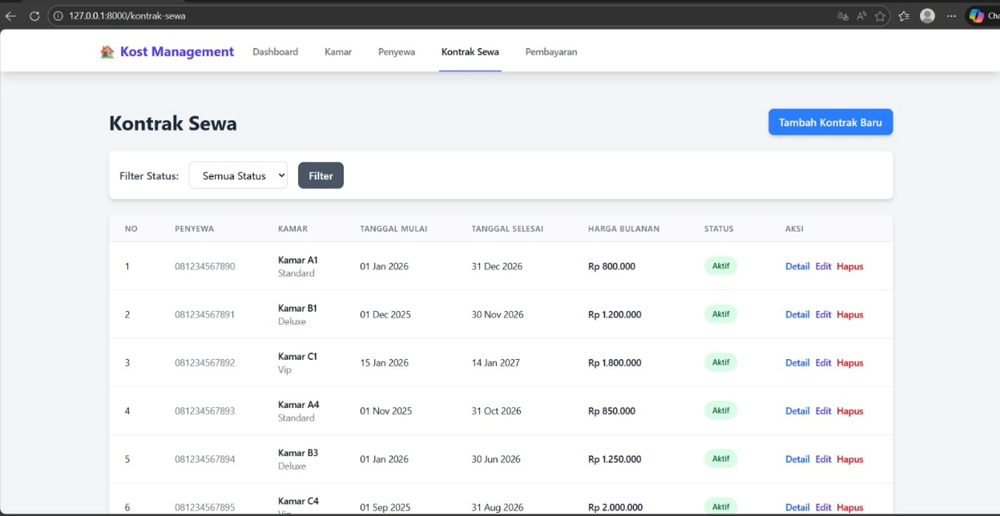 127.0.0.1:8000/kontrak-sewa
Cha
Kost Management Dashboard Kamar Penyewa Kontrak Sewa Pembayaran
Kontrak Sewa
Tambah Kontrak Baru
Filter Status: Semua Status Filter
NO PENYEWA KAMAR TANGGAL MULAI TANGGAL SELESAI HARGA BULANAN STATUS AKSI
1 081234567890 Kamar A1 01 Jan 2026 31 Dec 2026 Rp 800.000 Aktif Detail Edit Hapus
Standard
2 081234567891 Kamar B1 01 Dec 2025 30 Nov 2026 Rp 1.200.000 Aktif Detail Edit Hapus
Deluxe
3 081234567892 Kamar C1 15 Jan 2026 14 Jan 2027 Rp 1.800.000 Aktif Detail Edit Hapus
Vip
4 081234567893 Kamar A4 01 Nov 2025 31 Oct 2026 Rp 850.000 Aktif Detail Edit Hapus
Standard
5 081234567894 Kamar B3 01 Jan 2026 30 Jun 2026 Rp 1.250.000 Aktif Detail Edit Hapus
Deluxe
6 081234567895 Kamar C4 01 Sep 2025 31 Aug 2026 Rp 2.000.000 Aktif Detail Edit Hapus
Vip